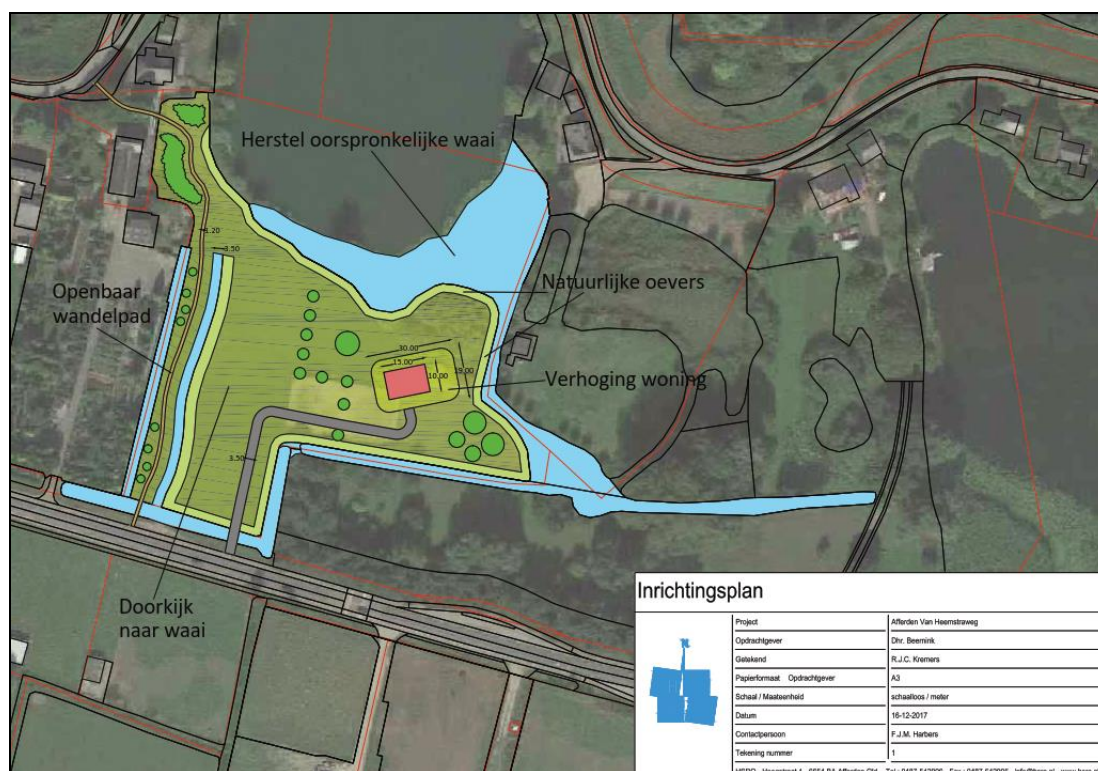 Herstel oorspronkelijke waai
1.20
3.50
Openbaar
wandelpad
Natuurlijke oevers
30.00
15.00
10.00
18.00
Verhoging woning
3.50
Doorkijk
naar waai
Inrichtingsplan
Project Afferden Van Heemstraweg
Opdrachtgever Dhr. Beernink
Getekend R.J.C. Kremers
Papierformaat Opdrachtgever A3
Schaal / Maateenheid schaalloos / meter
Datum 16-12-2017
Contactpersoon F.J.M. Harbers
Tekening nummer 1